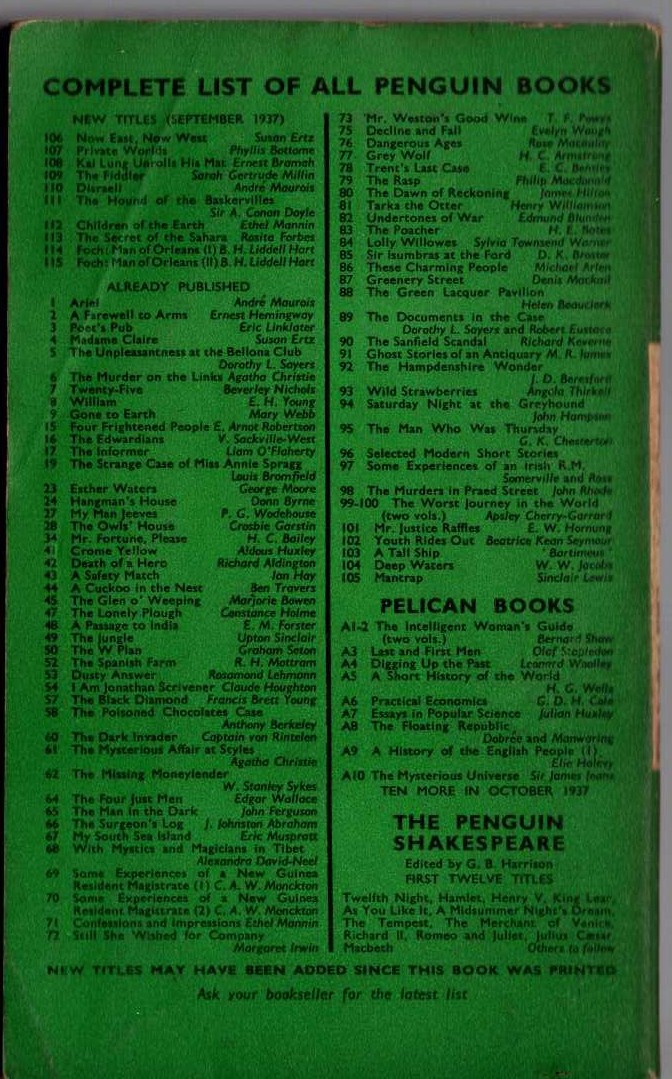 COMPLETE LIST OF ALL PENGUIN BOOKS
NEW TITLES (SEPTEMBER 1937)
106 Now East, Now West Susan Ertz
107 Private Worlds Phyllis Bottome
108 Kai Lung Unrolls His Mat Ernest Bramah
109 The Fiddler Sarah Gertrude Millin
110 Disraeli André Maurois
111 The Hound of the Baskervilles
Sir A. Conan Doyle
112 Children of the Earth Ethel Mannin
113 The Secret of the Sahara Rosita Forbes
114 Foch: Man of Orleans (I) B. H. Liddell Hart
115 Foch: Man of Orleans (II) B. H. Liddell Hart
ALREADY PUBLISHED
1 Ariel André Maurois
2 A Farewell to Arms Ernest Hemingway
3 Poet's Pub Eric Linklater
4 Madame Claire Susan Ertz
5 The Unpleasantness at the Bellona Club
Dorothy L. Sayers
6 The Murder on the Links Agatha Christie
7 Twenty-Five Beverley Nichols
8 William E. H. Young
9 Gone to Earth Mary Webb
15 Four Frightened People E. Arnot Robertson
16 The Edwardians V. Sackville-West
17 The Informer Liam O'Flaherty
19 The Strange Case of Miss Annie Spragg
Louis Bromfield
23 Esther Waters George Moore
24 Hangman's House Donn Byrne
27 My Man Jeeves P. G. Wodehouse
28 The Owls' House Crosbie Garstin
34 Mr. Fortune, Please H. C. Bailey
41 Crome Yellow Aldous Huxley
42 Death of a Hero Richard Aldington
43 A Safety Match Ian Hay
44 A Cuckoo in the Nest Ben Travers
45 The Glen o' Weeping Marjorie Bowen
47 The Lonely Plough Constance Holme
48 A Passage to India E. M. Forster
49 The Jungle Upton Sinclair
50 The W Plan Graham Seton
52 The Spanish Farm R. H. Mottram
53 Dusty Answer Rosamond Lehmann
54 I Am Jonathan Scrivener Claude Houghton
57 The Black Diamond Francis Brett Young
58 The Poisoned Chocolates Case
Anthony Berkeley
60 The Dark Invader Captain von Rintelen
61 The Mysterious Affair at Styles
Agatha Christie
62 The Missing Moneylender
W. Stanley Sykes
64 The Four Just Men Edgar Wallace
65 The Man in the Dark John Ferguson
66 The Surgeon's Log J. Johnston Abraham
67 My South Sea Island Eric Muspratt
68 With Mystics and Magicians in Tibet
Alexandra David-Neel
69 Some Experiences of a New Guinea
Resident Magistrate (1) C. A. W. Monckton
70 Some Experiences of a New Guinea
Resident Magistrate (2) C. A. W. Monckton
71 Confessions and Impressions Ethel Mannin
72 Still She Wished for Company
Margaret Irwin
73 Mr. Weston's Good Wine T. F. Powys
75 Decline and Fall Evelyn Waugh
76 Dangerous Ages Rose Macaulay
77 Grey Wolf H. C. Armstrong
78 Trent's Last Case E. C. Bentley
79 The Rasp Philip Macdonald
80 The Dawn of Reckoning James Hilton
81 Tarka the Otter Henry Williamson
82 Undertones of War Edmund Blunden
83 The Poacher H. E. Bates
84 Lolly Willowes Sylvia Townsend Warner
85 Sir Isumbras at the Ford D. K. Broster
86 These Charming People Michael Arlen
87 Greenery Street Denis Mackail
88 The Green Lacquer Pavilion
Helen Beauclerk
89 The Documents in the Case
Dorothy L. Sayers and Robert Eustace
90 The Sanfield Scandal Richard Keverne
91 Ghost Stories of an Antiquary M. R. James
92 The Hampdenshire Wonder
J. D. Beresford
93 Wild Strawberries Angela Thirkell
94 Saturday Night at the Greyhound
John Hampson
95 The Man Who Was Thursday
G. K. Chesterton
96 Selected Modern Short Stories
97 Some Experiences of an Irish R.M.
Somerville and Ross
98 The Murders in Praed Street John Rhode
99-100 The Worst Journey in the World
(two vols.) Apsley Cherry-Garrard
101 Mr. Justice Raffles E. W. Hornung
102 Youth Rides Out Beatrice Kean Seymour
103 A Tall Ship 'Bartimeus'
104 Deep Waters W. W. Jacobs
105 Mantrap Sinclair Lewis
PELICAN BOOKS
A1-2 The Intelligent Woman's Guide
(two vols.) Bernard Shaw
A3 Last and First Men Olaf Stapledon
A4 Digging Up the Past Leonard Woolley
A5 A Short History of the World
H. G. Wells
A6 Practical Economics G. D. H. Cole
A7 Essays in Popular Science Julian Huxley
A8 The Floating Republic
Dobrée and Manwaring
A9 A History of the English People (1)
Elie Halevy
A10 The Mysterious Universe Sir James Jeans
TEN MORE IN OCTOBER 1937
THE PENGUIN
SHAKESPEARE
Edited by G. B. Harrison
FIRST TWELVE TITLES
Twelfth Night, Hamlet, Henry V, King Lear,
As You Like It, A Midsummer Night's Dream,
The Tempest, The Merchant of Venice,
Richard II, Romeo and Juliet, Julius Cæsar,
Macbeth Others to follow
NEW TITLES MAY HAVE BEEN ADDED SINCE THIS BOOK WAS PRINTED
Ask your bookseller for the latest list